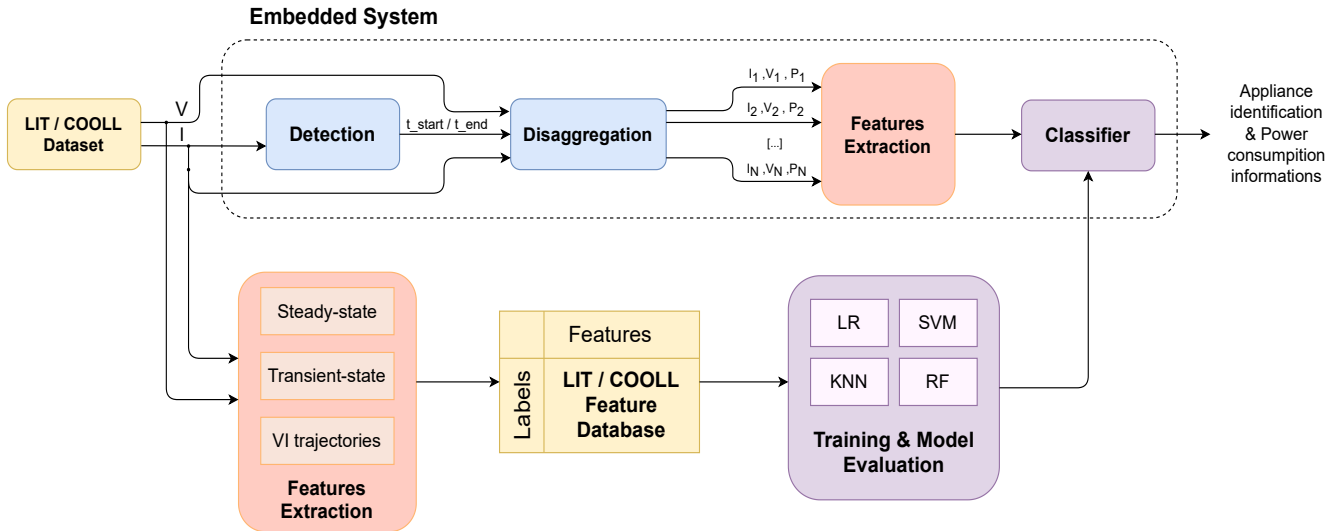 Embedded System
LIT / COOLL
Dataset
V
I
Detection
t_start / t_end
Disaggregation
I1 ,V1 , P1
I2 ,V2 , P2
[...]
IN ,VN ,PN
Features
Extraction
Classifier
Appliance
identification
& Power
consumpition
informations
Steady-state
Transient-state
VI trajectories
Features
Extraction
Features
Labels
LIT / COOLL
Feature
Database
LR
SVM
KNN
RF
Training & Model
Evaluation